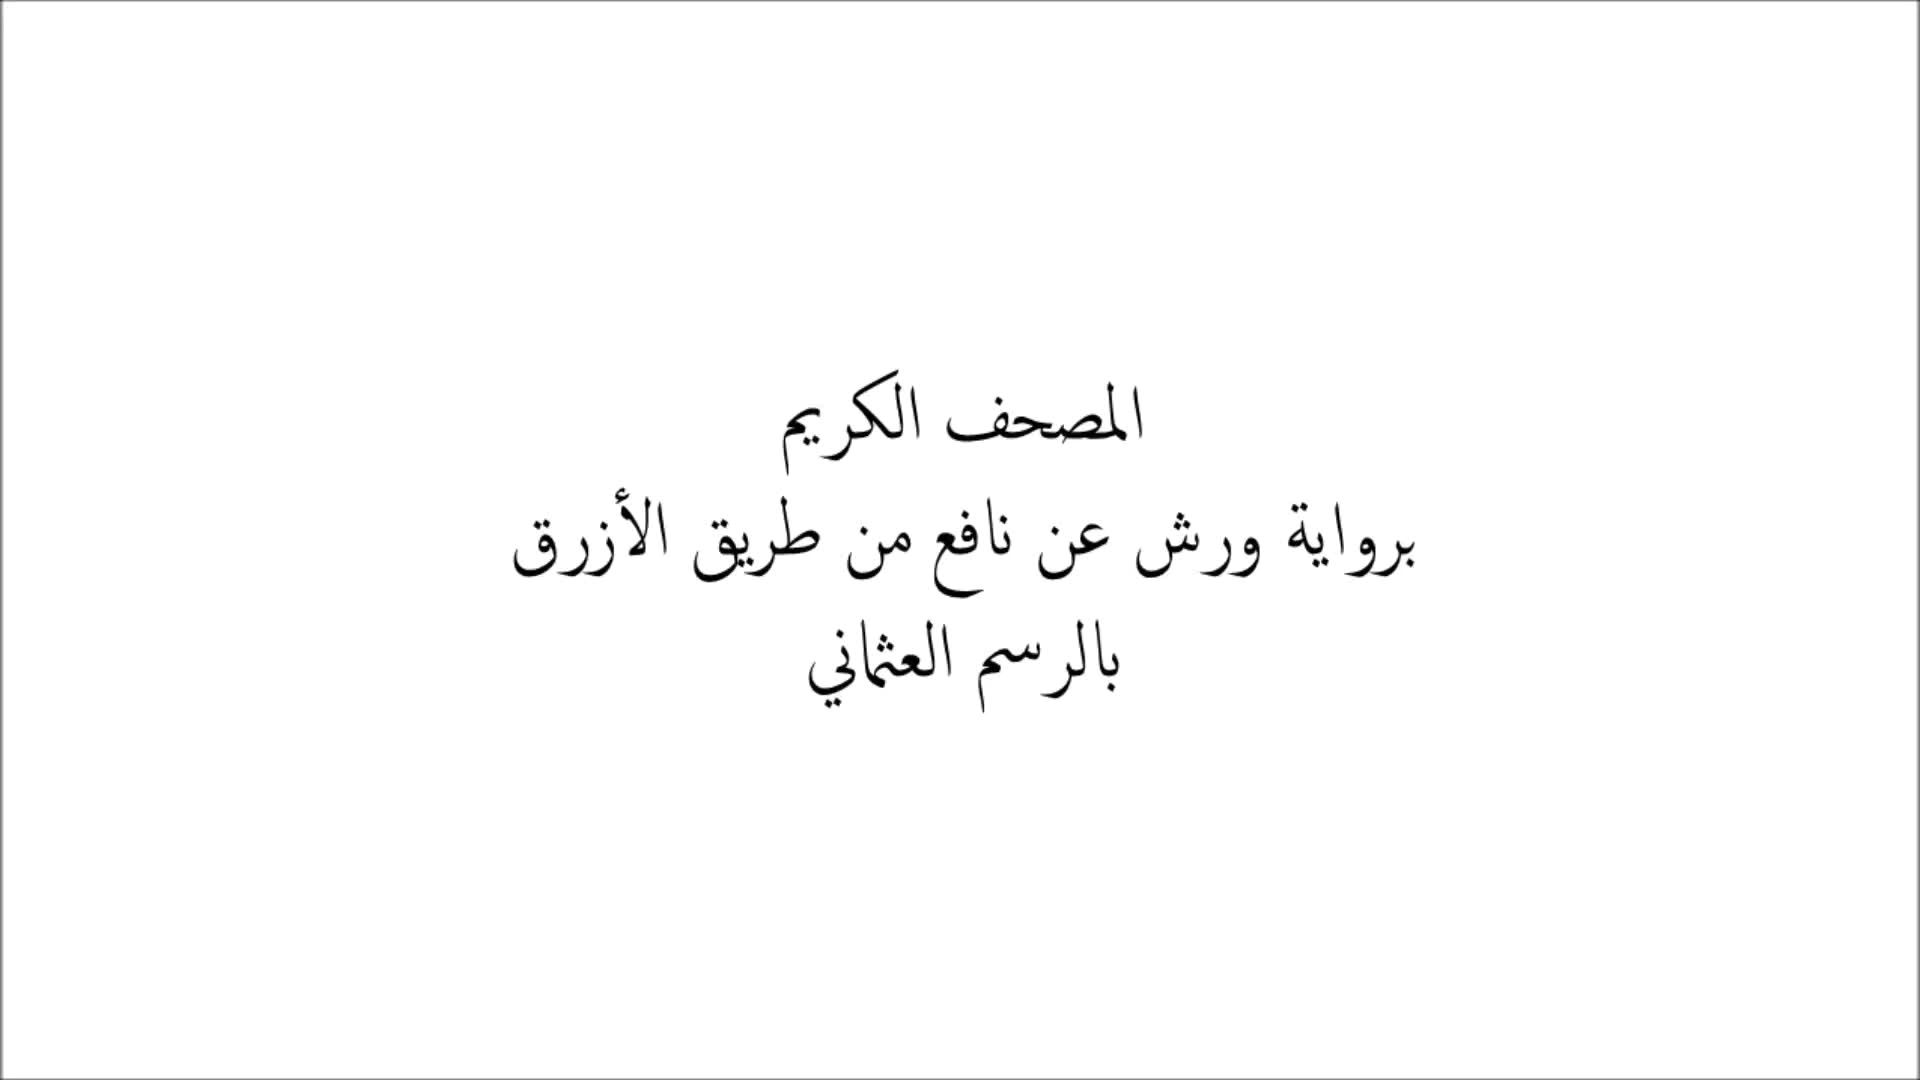 المصحف الكريم
برواية ورش عن نافع من طريق الأزرق
بالرسم العثماني